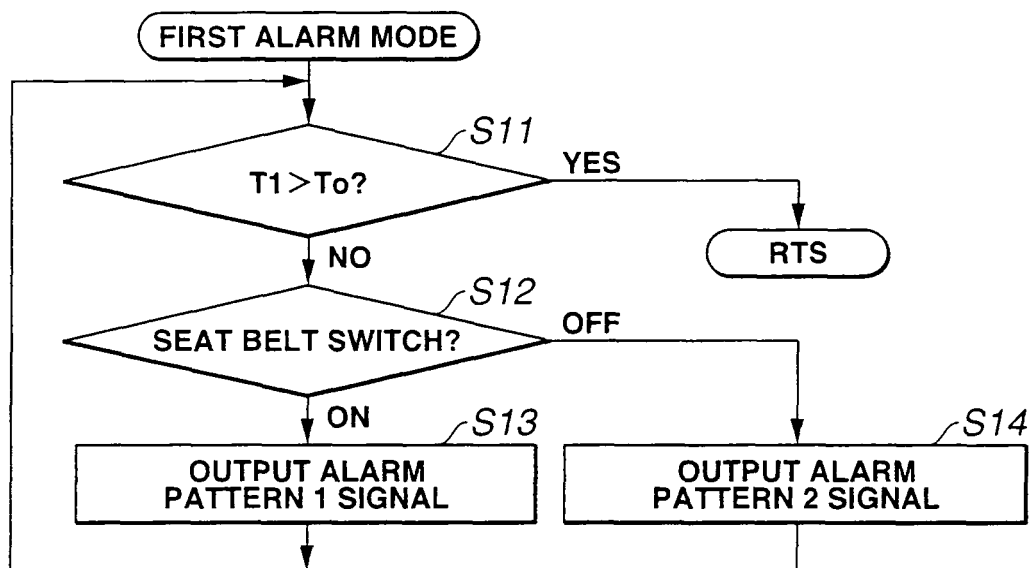 FIRST ALARM MODE
S11
T1>To?
YES
RTS
NO
S12
SEAT BELT SWITCH?
OFF
ON
S13
OUTPUT ALARM
PATTERN 1 SIGNAL
S14
OUTPUT ALARM
PATTERN 2 SIGNAL